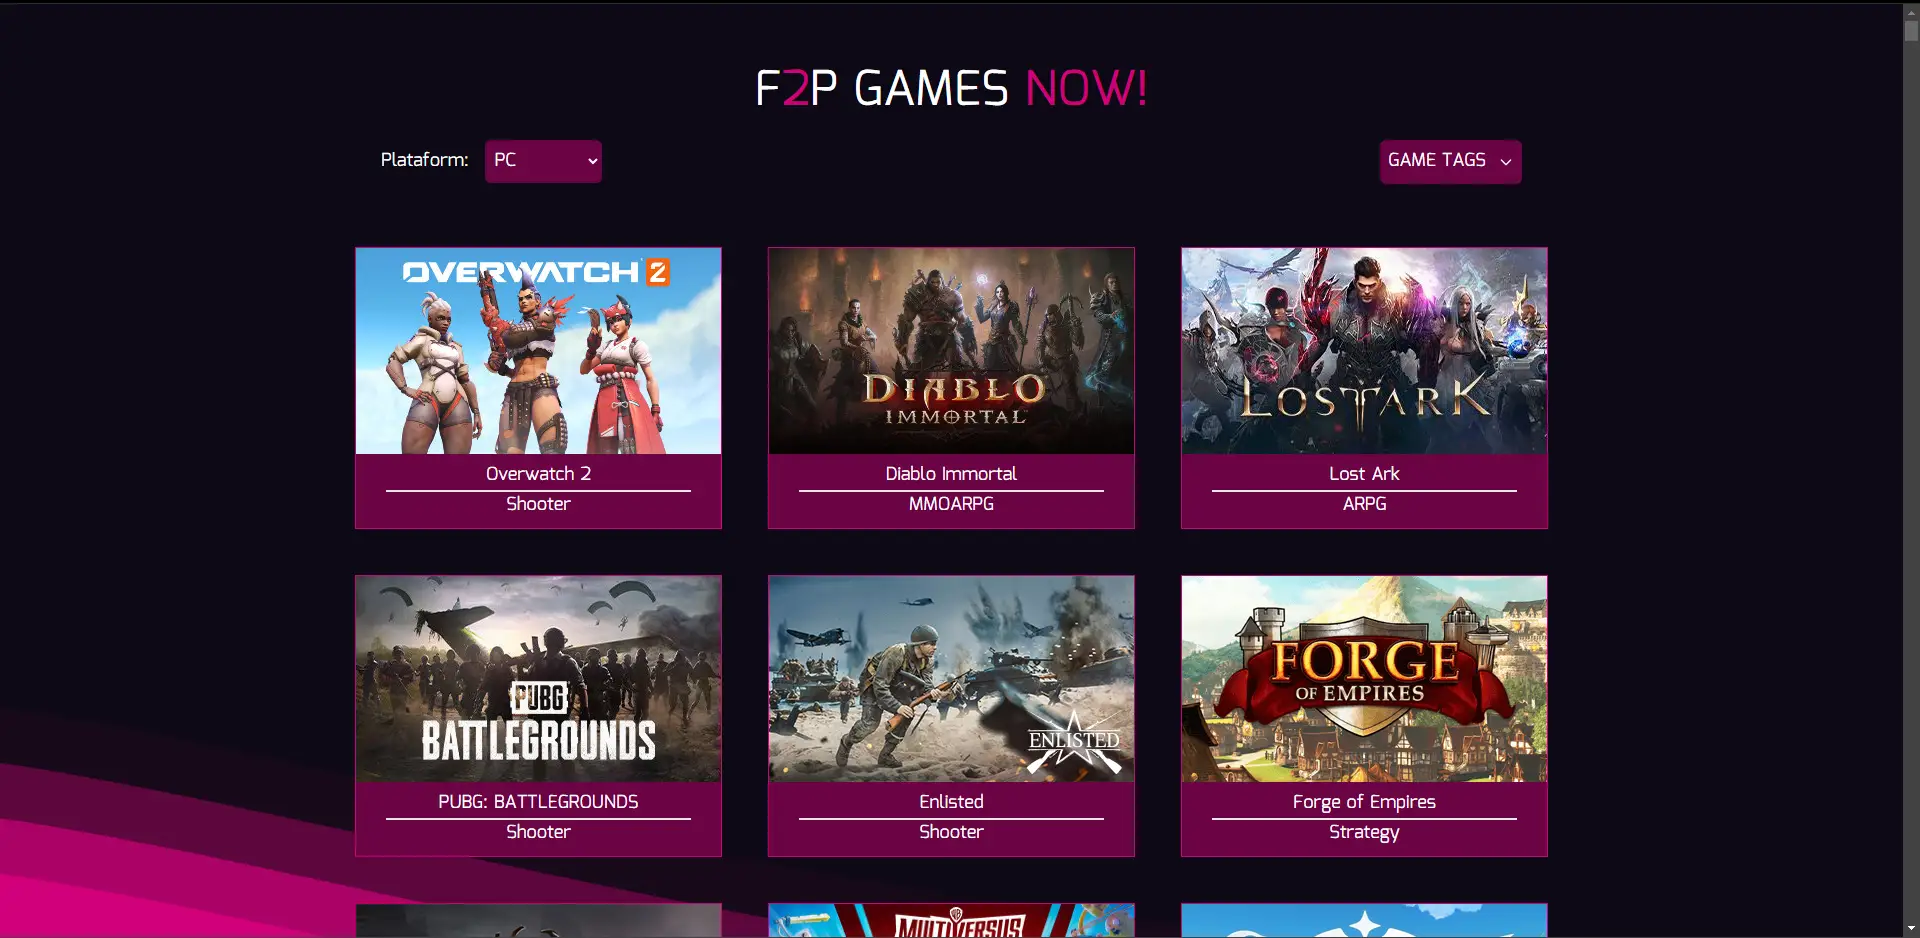 F2P GAMES NOW!
Plataform: PC
GAME TAGS
OVERWATCH 2
DIABLO
IMMORTAL
LOST ARK
Overwatch 2
Shooter
Diablo Immortal
MMOARPG
Lost Ark
ARPG
PUBG
BATTLEGROUNDS
ENLISTED
FORGE
OF EMPIRES
PUBG: BATTLEGROUNDS
Shooter
Enlisted
Shooter
Forge of Empires
Strategy
MULTIVERSUS